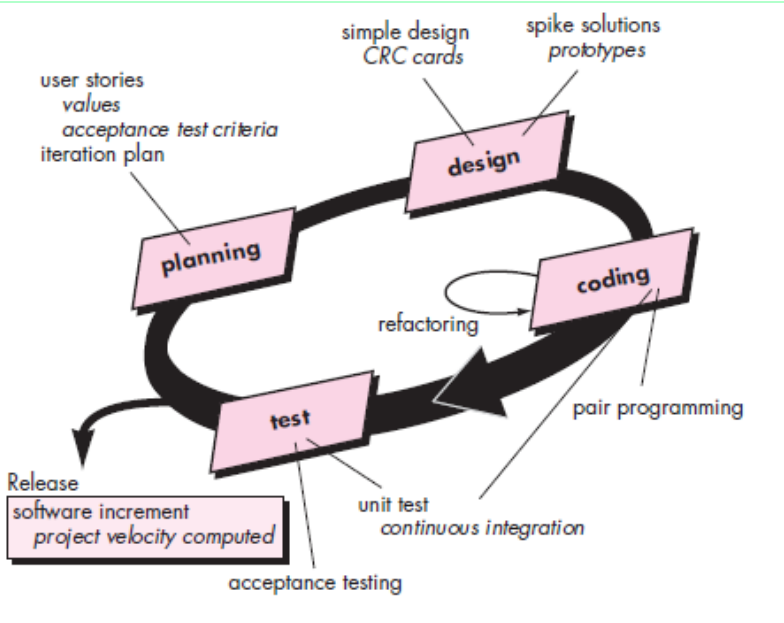 simple design
CRC cards
spike solutions
prototypes
user stories
values
acceptance test criteria
iteration plan
design
planning
coding
refactoring
test
pair programming
Release
software increment
project velocity computed
unit test
continuous integration
acceptance testing